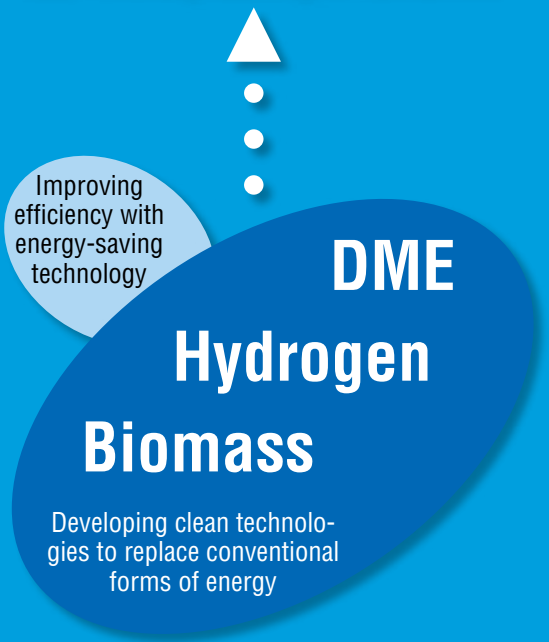 Improving
efficiency with
energy-saving
technology
DME
Hydrogen
Biomass
Developing clean technolo-
gies to replace conventional
forms of energy